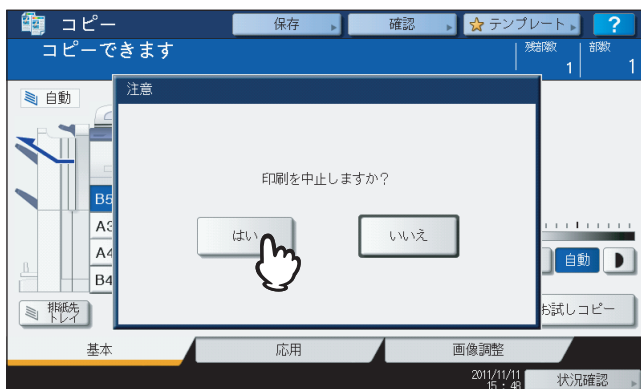 コピー
保存
確認
テンプレート
?
コピーできます
残部数
1
部数
1
自動
注意
印刷を中止しますか？
はい
いいえ
B5
A3
A4
B4
自動
排紙先
トレイ
お試しコピー
基本
応用
画像調整
2011/11/11
15:48
状況確認